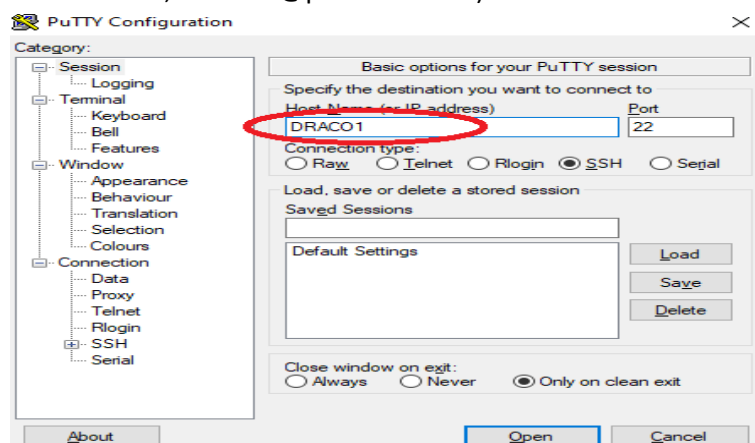 PuTTY Configuration
Category:
Session
Logging
Terminal
Keyboard
Bell
Features
Window
Appearance
Behaviour
Translation
Selection
Colours
Connection
Data
Proxy
Telnet
Rlogin
SSH
Serial
Basic options for your PuTTY session
Specify the destination you want to connect to
Host Name (or IP address) Port
DRACO1 22
Connection type:
Raw Telnet Rlogin SSH Serial
Load, save or delete a stored session
Saved Sessions
Default Settings
Load
Save
Delete
Close window on exit:
Always Never Only on clean exit
About Open Cancel